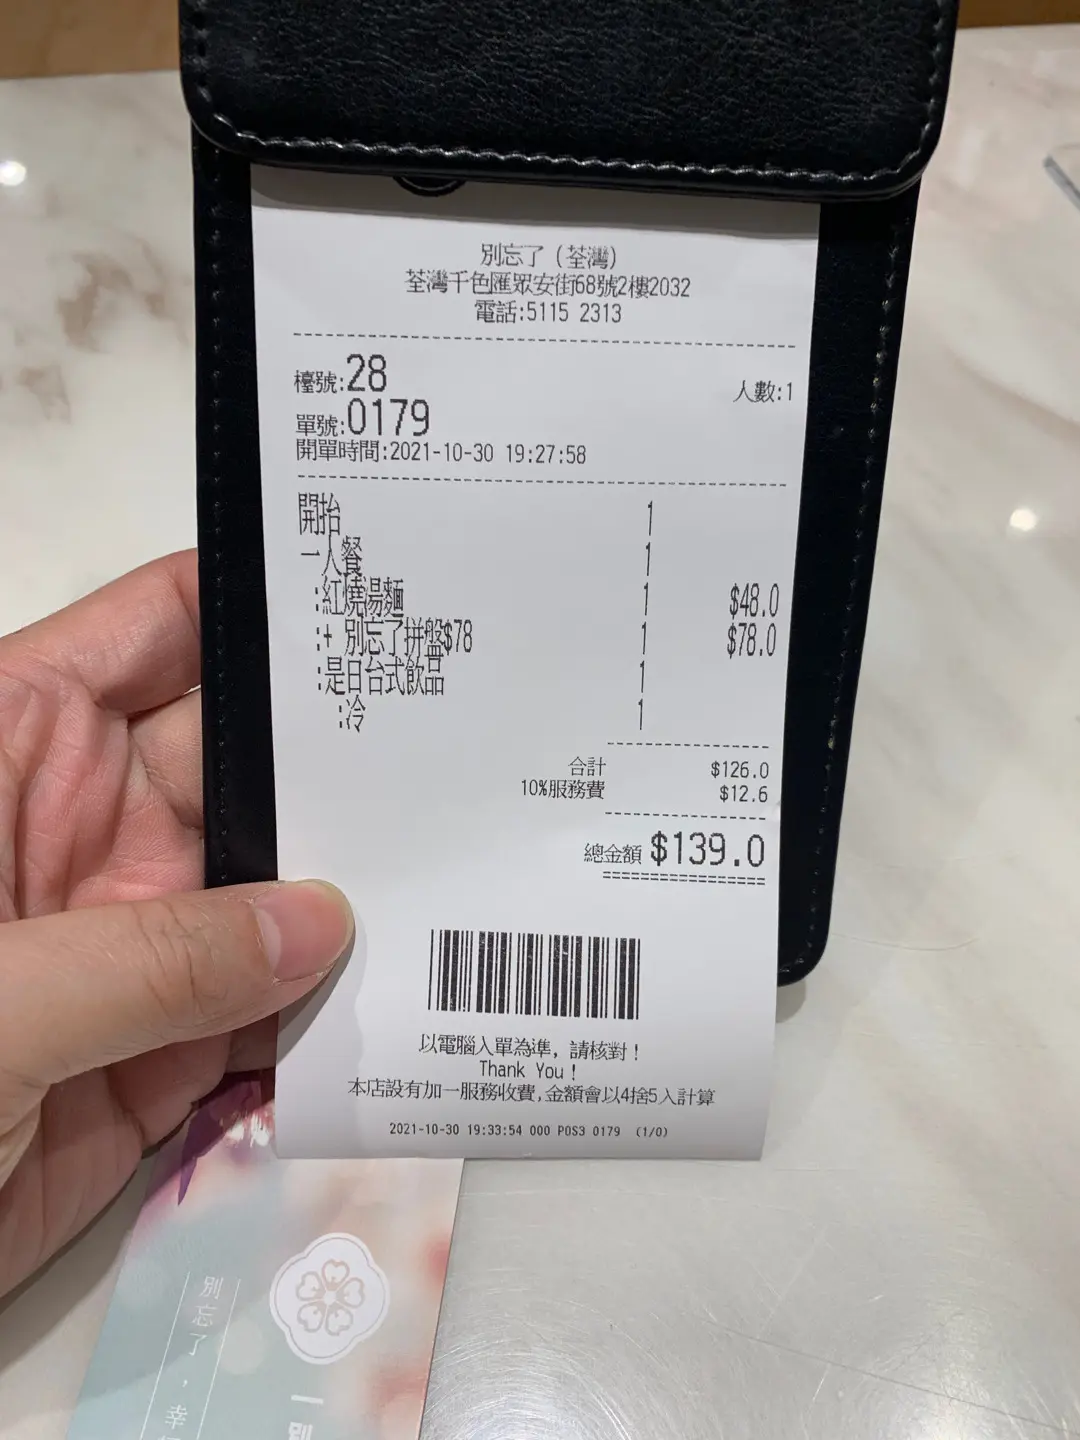 別忘了（荃灣）
荃灣千色匯眾安街68號2樓2032
電話:5115 2313
檯號:28 人數:1
單號:0179
開單時間:2021-10-30 19:27:58
開抬 1
一人餐 1
:紅燒湯麵 1 $48.0
:+ 別忘了拼盤$78 1 $78.0
:是日台式飲品 1
:冷 1
合計 $126.0
10%服務費 $12.6
總金額 $139.0
以電腦入單為準，請核對！
Thank You！
本店設有加一服務收費,金額會以4捨5入計算
2021-10-30 19:33:54 000 POS3 0179 (1/0)
別忘了，幸
一別